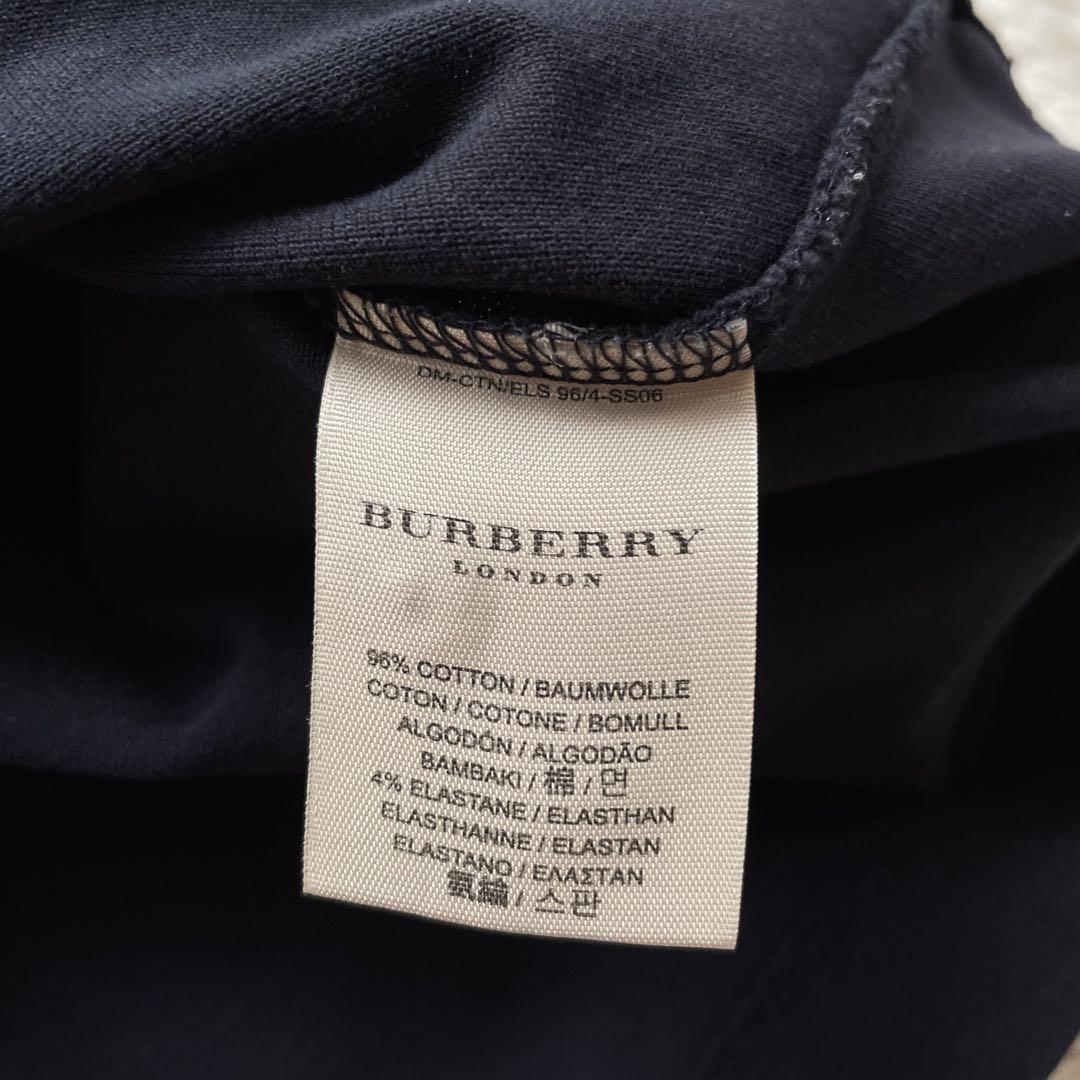 DM-CTN/ELS 96/4-SS06
BURBERRY
LONDON
96% COTTON / BAUMWOLLE
COTON / COTONE / BOMULL
ALGODÓN / ALGODÃO
BAMBAKI / 棉 / 면
4% ELASTANE / ELASTHAN
ELASTHANNE / ELASTAN
ELASTANO / ΕΛΑΣΤΑΝ
氨綸 / 스판